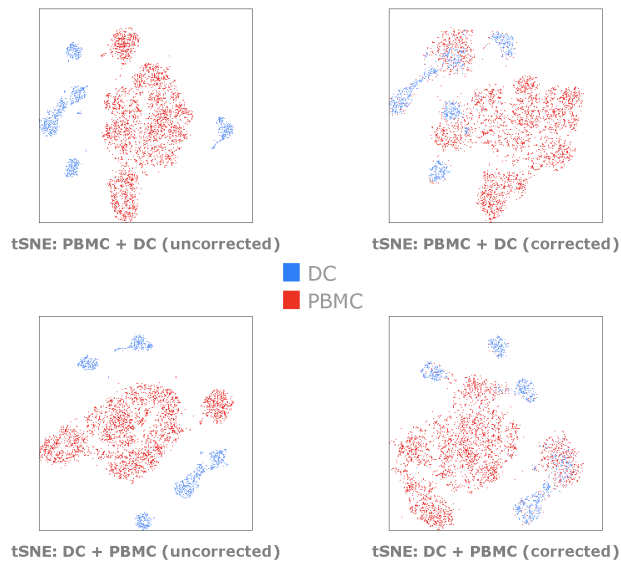 tSNE: PBMC + DC (uncorrected)
tSNE: PBMC + DC (corrected)
DC
PBMC
tSNE: DC + PBMC (uncorrected)
tSNE: DC + PBMC (corrected)